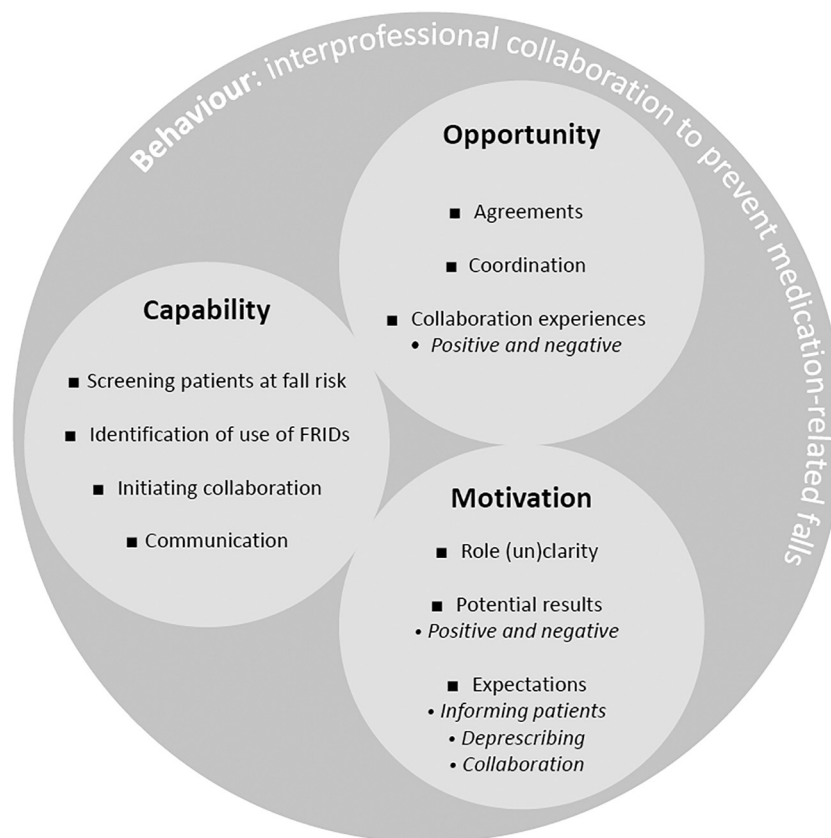 Behaviour: interprofessional collaboration to prevent medication-related falls
Opportunity
■ Agreements
■ Coordination
■ Collaboration experiences
• Positive and negative
Capability
■ Screening patients at fall risk
■ Identification of use of FRIDs
■ Initiating collaboration
■ Communication
Motivation
■ Role (un)clarity
■ Potential results
• Positive and negative
■ Expectations
• Informing patients
• Deprescribing
• Collaboration